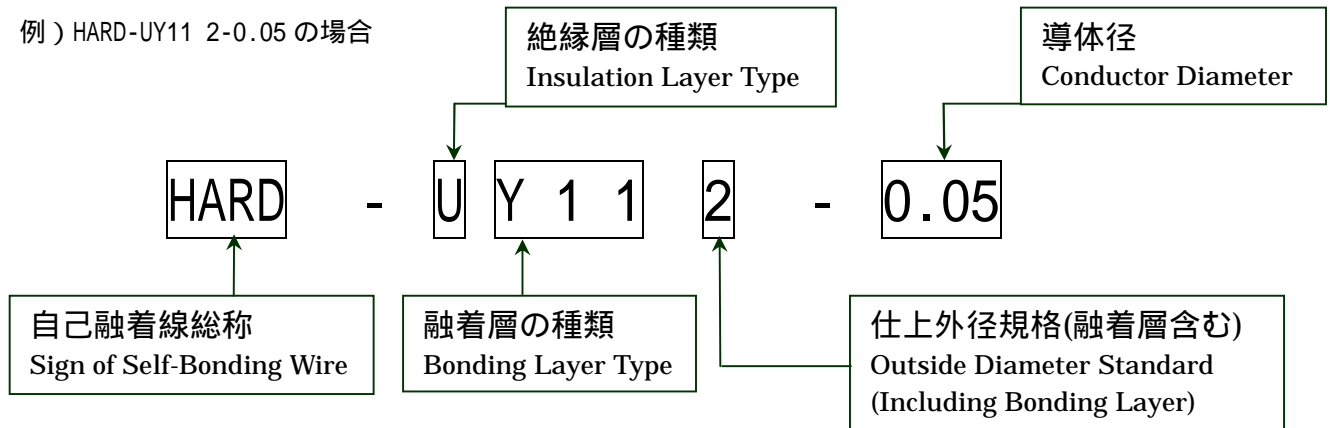 例）HARD-UY11 2-0.05 の場合
絶縁層の種類
Insulation Layer Type
導体径
Conductor Diameter
HARD - U Y11 2 - 0.05
自己融着線総称
Sign of Self-Bonding Wire
融着層の種類
Bonding Layer Type
仕上外径規格(融着層含む)
Outside Diameter Standard
(Including Bonding Layer)